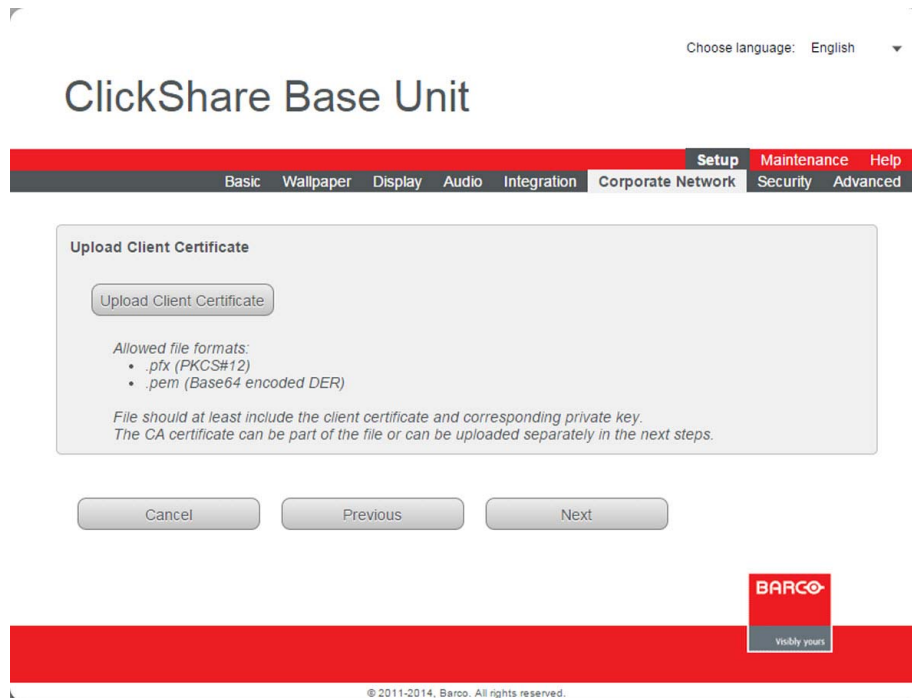 Choose language: English
ClickShare Base Unit
Setup Maintenance Help
Basic Wallpaper Display Audio Integration Corporate Network Security Advanced
Upload Client Certificate
Upload Client Certificate
Allowed file formats:
• .pfx (PKCS#12)
• .pem (Base64 encoded DER)
File should at least include the client certificate and corresponding private key.
The CA certificate can be part of the file or can be uploaded separately in the next steps.
Cancel Previous Next
BARCO
Visibly yours
© 2011-2014, Barco. All rights reserved.